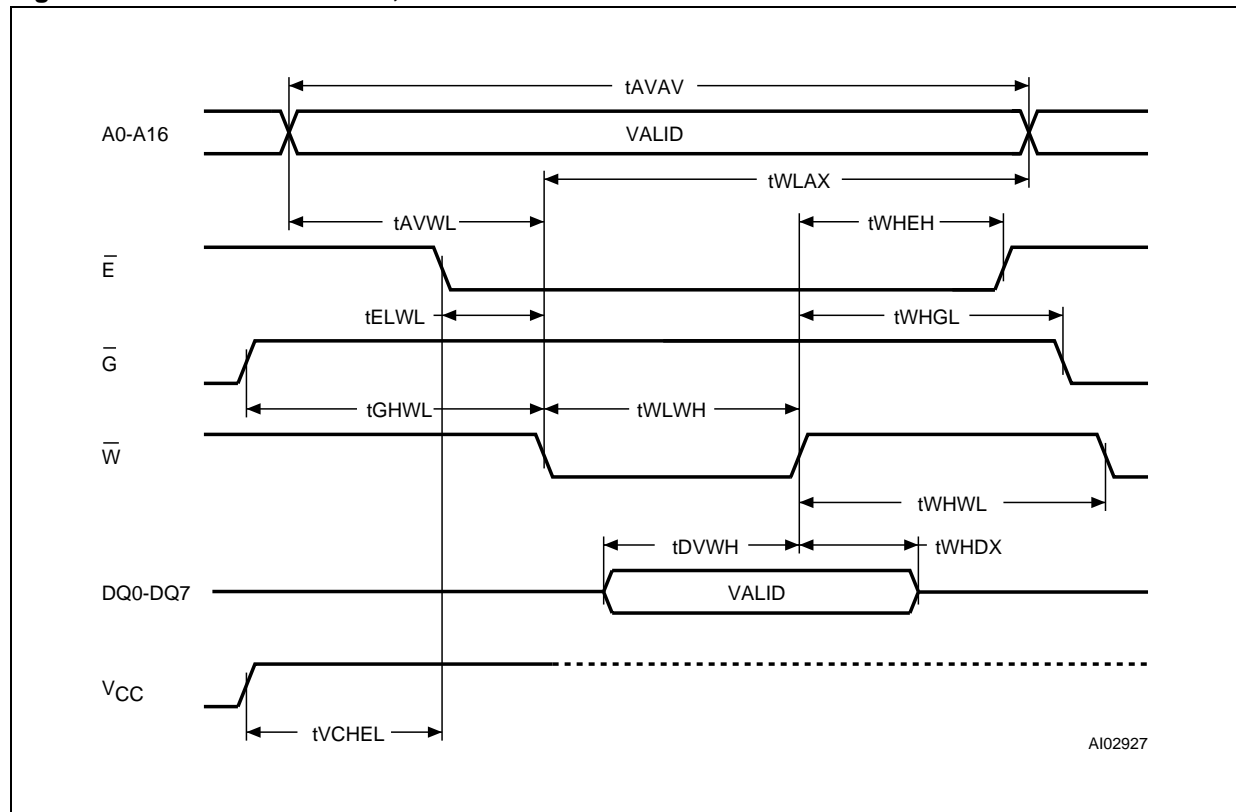 tAVAV
A0-A16
VALID
tWLAX
tAVWL
tWHEH
E
tELWL
tWHGL
G
tGHWL
tWLWH
W
tWHWL
tDVWH
tWHDX
DQ0-DQ7
VALID
VCC
tVCHEL
AI02927